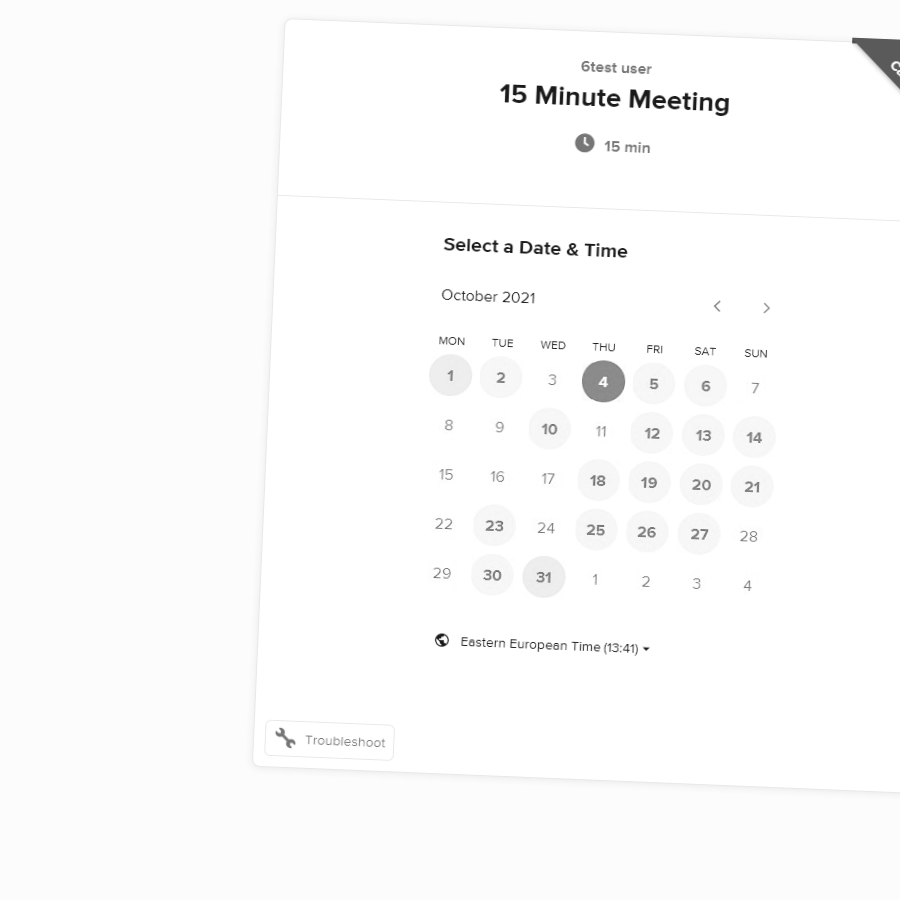 6test user
15 Minute Meeting
15 min
Select a Date & Time
October 2021
MON TUE WED THU FRI SAT SUN
1 2 3 4 5 6 7
8 9 10 11 12 13 14
15 16 17 18 19 20 21
22 23 24 25 26 27 28
29 30 31 1 2 3 4
Eastern European Time (13:41)
Troubleshoot